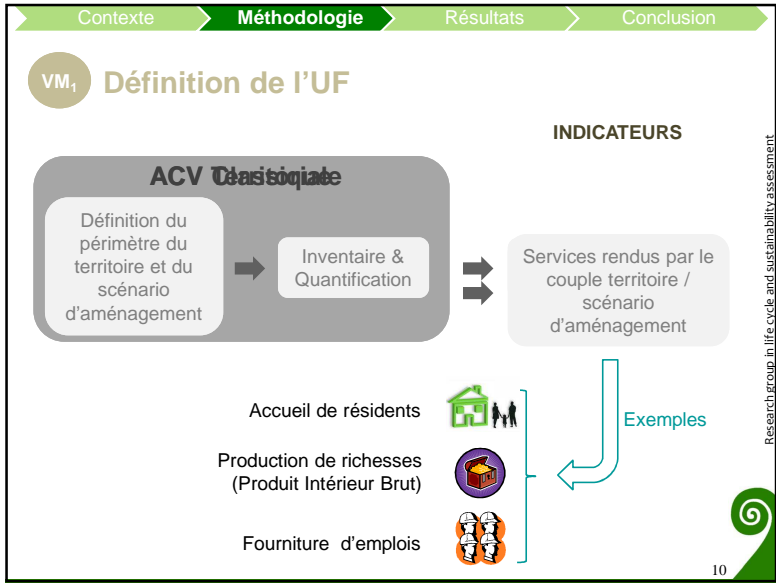 Contexte
Méthodologie
Résultats
Conclusion
VM₁
Définition de l'UF
INDICATEURS
ACV
Définition du
périmètre du
territoire et du
scénario
d'aménagement
Inventaire &
Quantification
Services rendus par le
couple territoire /
scénario
d'aménagement
Accueil de résidents
Exemples
Production de richesses
(Produit Intérieur Brut)
Fourniture d'emplois
Research group in life cycle and sustainability assessment
10